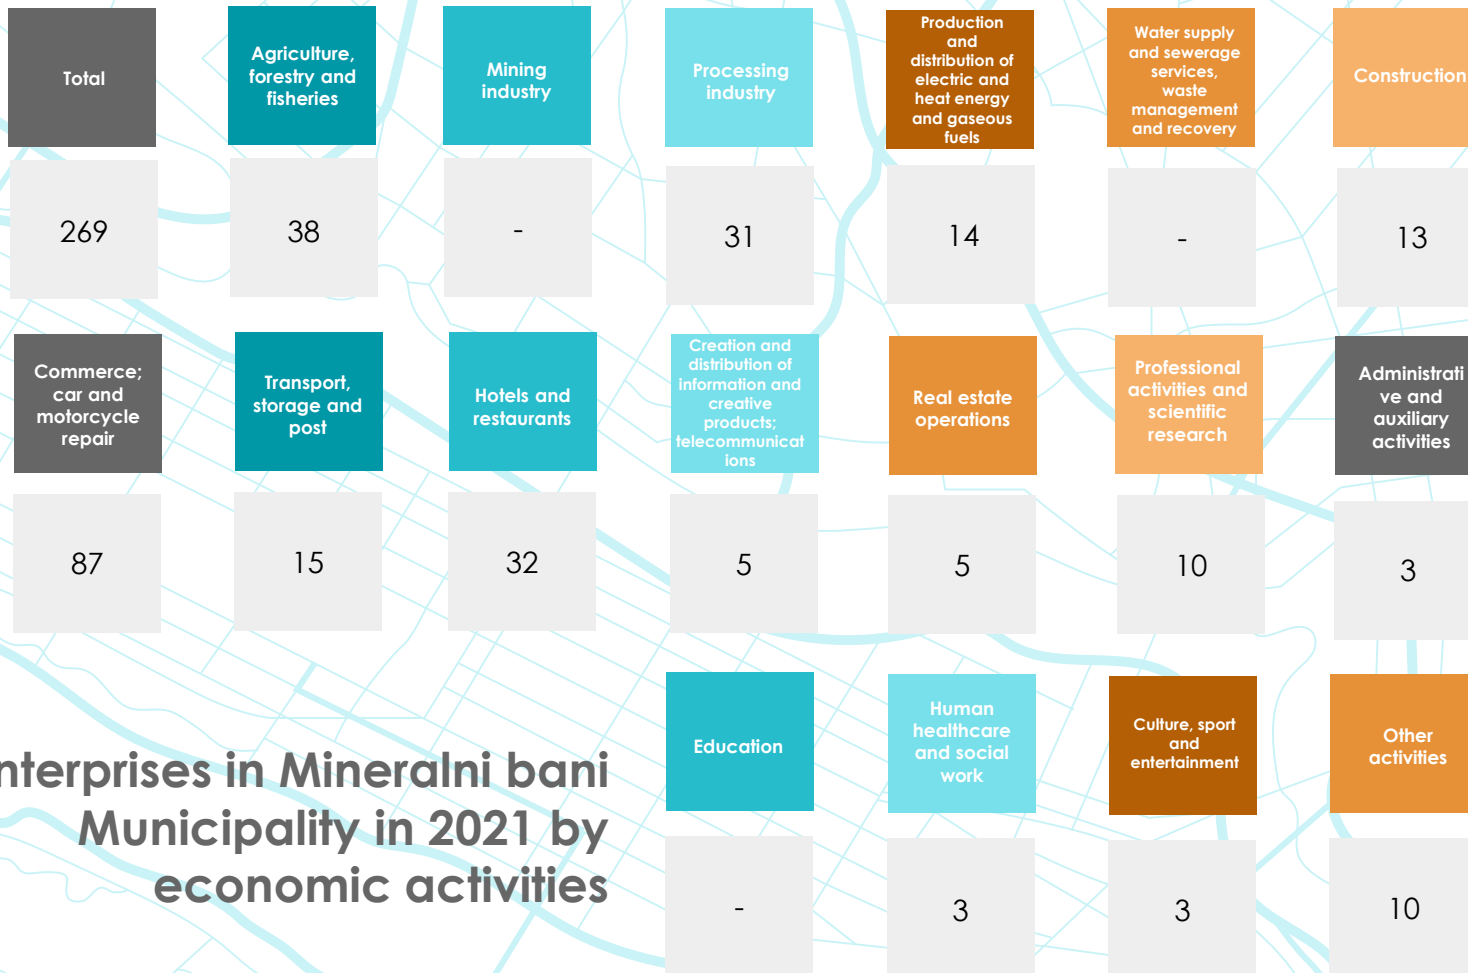 Total
Agriculture,
forestry and
fisheries
Mining
industry
Processing
industry
Production
and
distribution of
electric and
heat energy
and gaseous
fuels
Water supply
and sewerage
services,
waste
management
and recovery
Construction
269
38
-
31
14
-
13
Commerce;
car and
motorcycle
repair
Transport,
storage and
post
Hotels and
restaurants
Creation and
distribution of
information and
creative
products;
telecommunicat
ions
Real estate
operations
Professional
activities and
scientific
research
Administrati
ve and
auxiliary
activities
87
15
32
5
5
10
3
Education
Human
healthcare
and social
work
Culture, sport
and
entertainment
Other
activities
-
3
3
10
nterprises in Mineralni bani
Municipality in 2021 by
economic activities